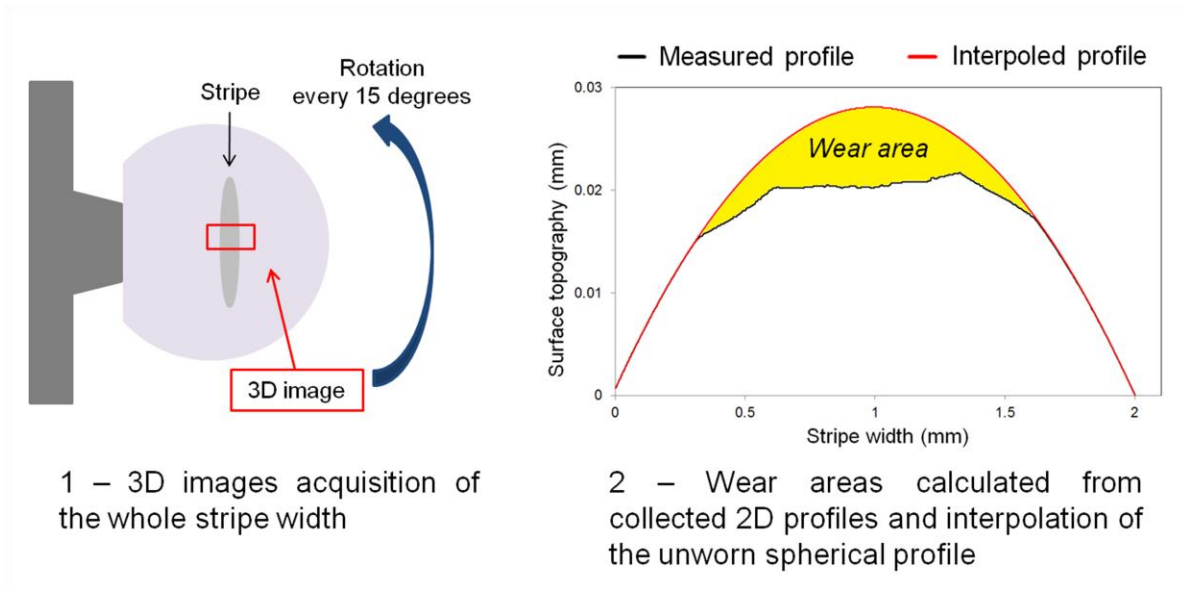 Stripe
Rotation
every 15 degrees
3D image
1 – 3D images acquisition of
the whole stripe width
Measured profile
Interpoled profile
Surface topography (mm)
0.03
0.02
0.01
0
Wear area
0
0.5
1
1.5
2
Stripe width (mm)
2 – Wear areas calculated from
collected 2D profiles and interpolation of
the unworn spherical profile